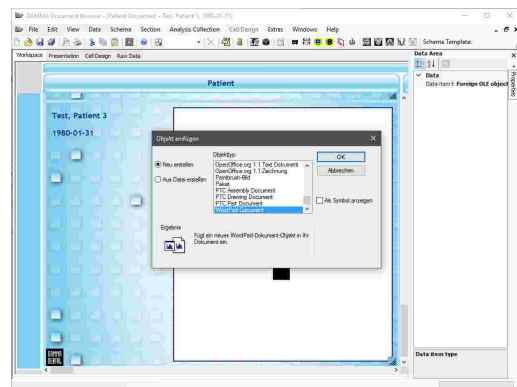 GAMMA Document Browser - [Patient Document - Test, Patient 3, 1980-01-31]
File Edit View Data Schema Section Analysis Collection Cell Design Extras Windows Help
Schema Template:
Workspace Presentation Cell Design Raw Data
Data Area
Patient
Data
Data item 6 Foreign OLE object
Properties
Test, Patient 3
1980-01-31
Objekt einfügen
Objekttyp:
Neu erstellen
Aus Datei erstellen
OpenOffice.org 1.1 Text Dokument
OpenOffice.org 1.1 Zeichnung
Paintbrush-Bild
Paket
PTC Assembly Document
PTC Drawing Document
PTC Part Document
WordPad-Dokument
OK
Abbrechen
Als Symbol anzeigen
Ergebnis
Fügt ein neues WordPad-Dokument-Objekt in Ihr
Dokument ein.
GAMMA
DENTAL
Data item type